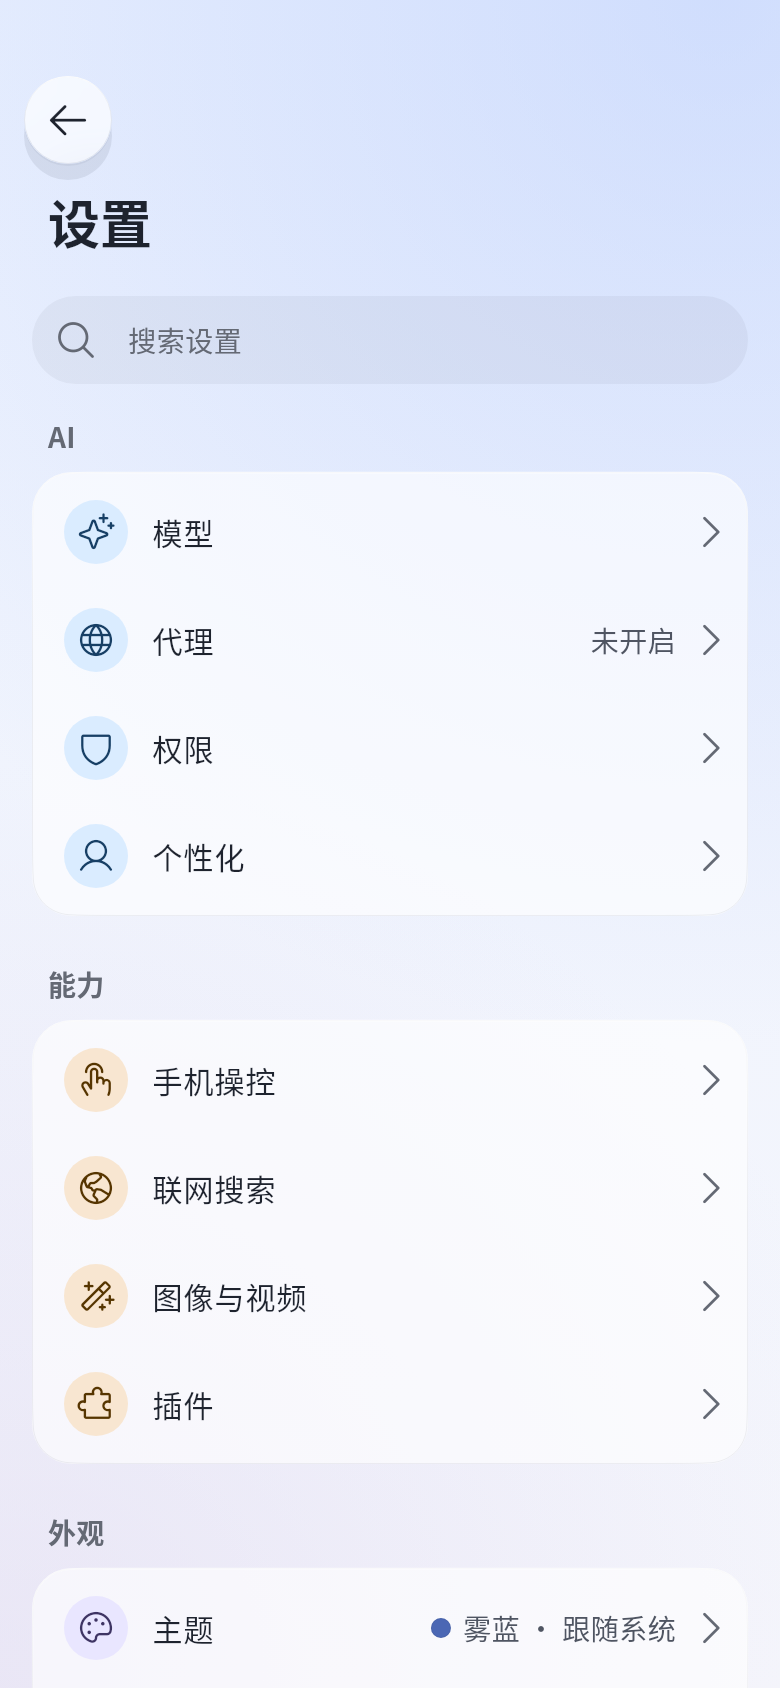 设置
搜索设置
AI
模型
代理 未开启
权限
个性化
能力
手机操控
联网搜索
图像与视频
插件
外观
主题 雾蓝 · 跟随系统